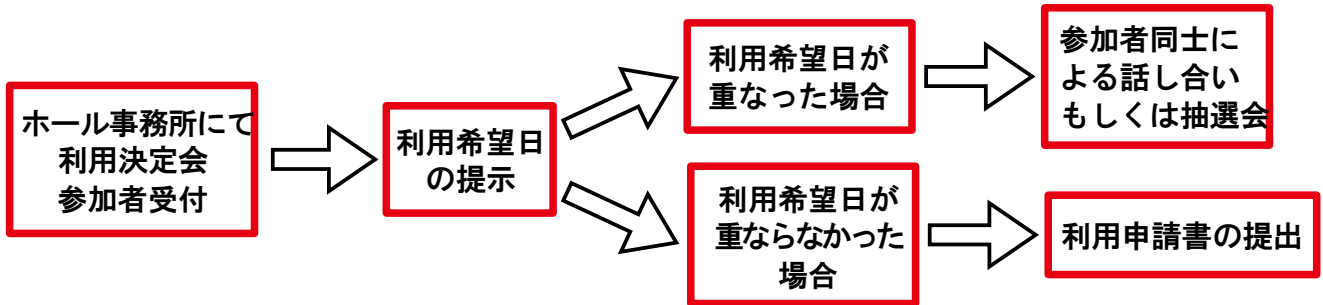 ホール事務所にて
利用決定会
参加者受付
利用希望日
の提示
利用希望日が
重なった場合
参加者同士に
よる話し合い
もしくは抽選会
利用希望日が
重ならなかった
場合
利用申請書の提出